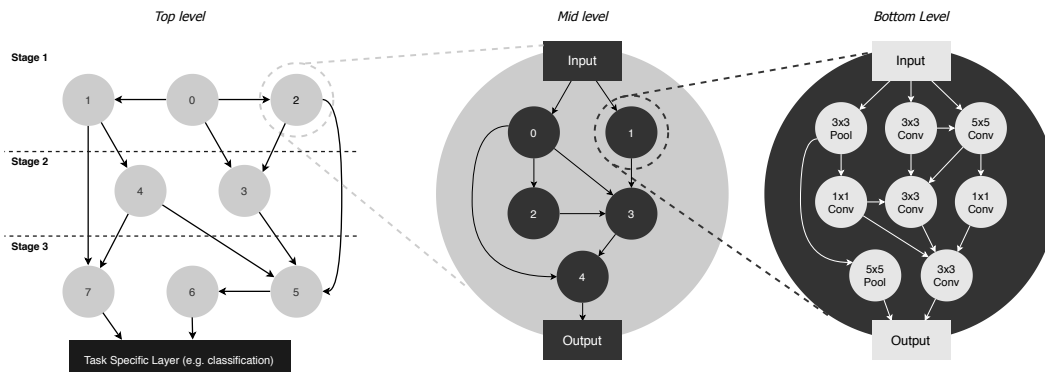 Top level
Stage 1
1
0
2
Stage 2
4
3
Stage 3
7
6
5
Task Specific Layer (e.g. classification)
Mid level
Input
0
1
2
3
4
Output
Bottom Level
Input
3x3
Pool
3x3
Conv
5x5
Conv
1x1
Conv
3x3
Conv
1x1
Conv
5x5
Pool
3x3
Conv
Output